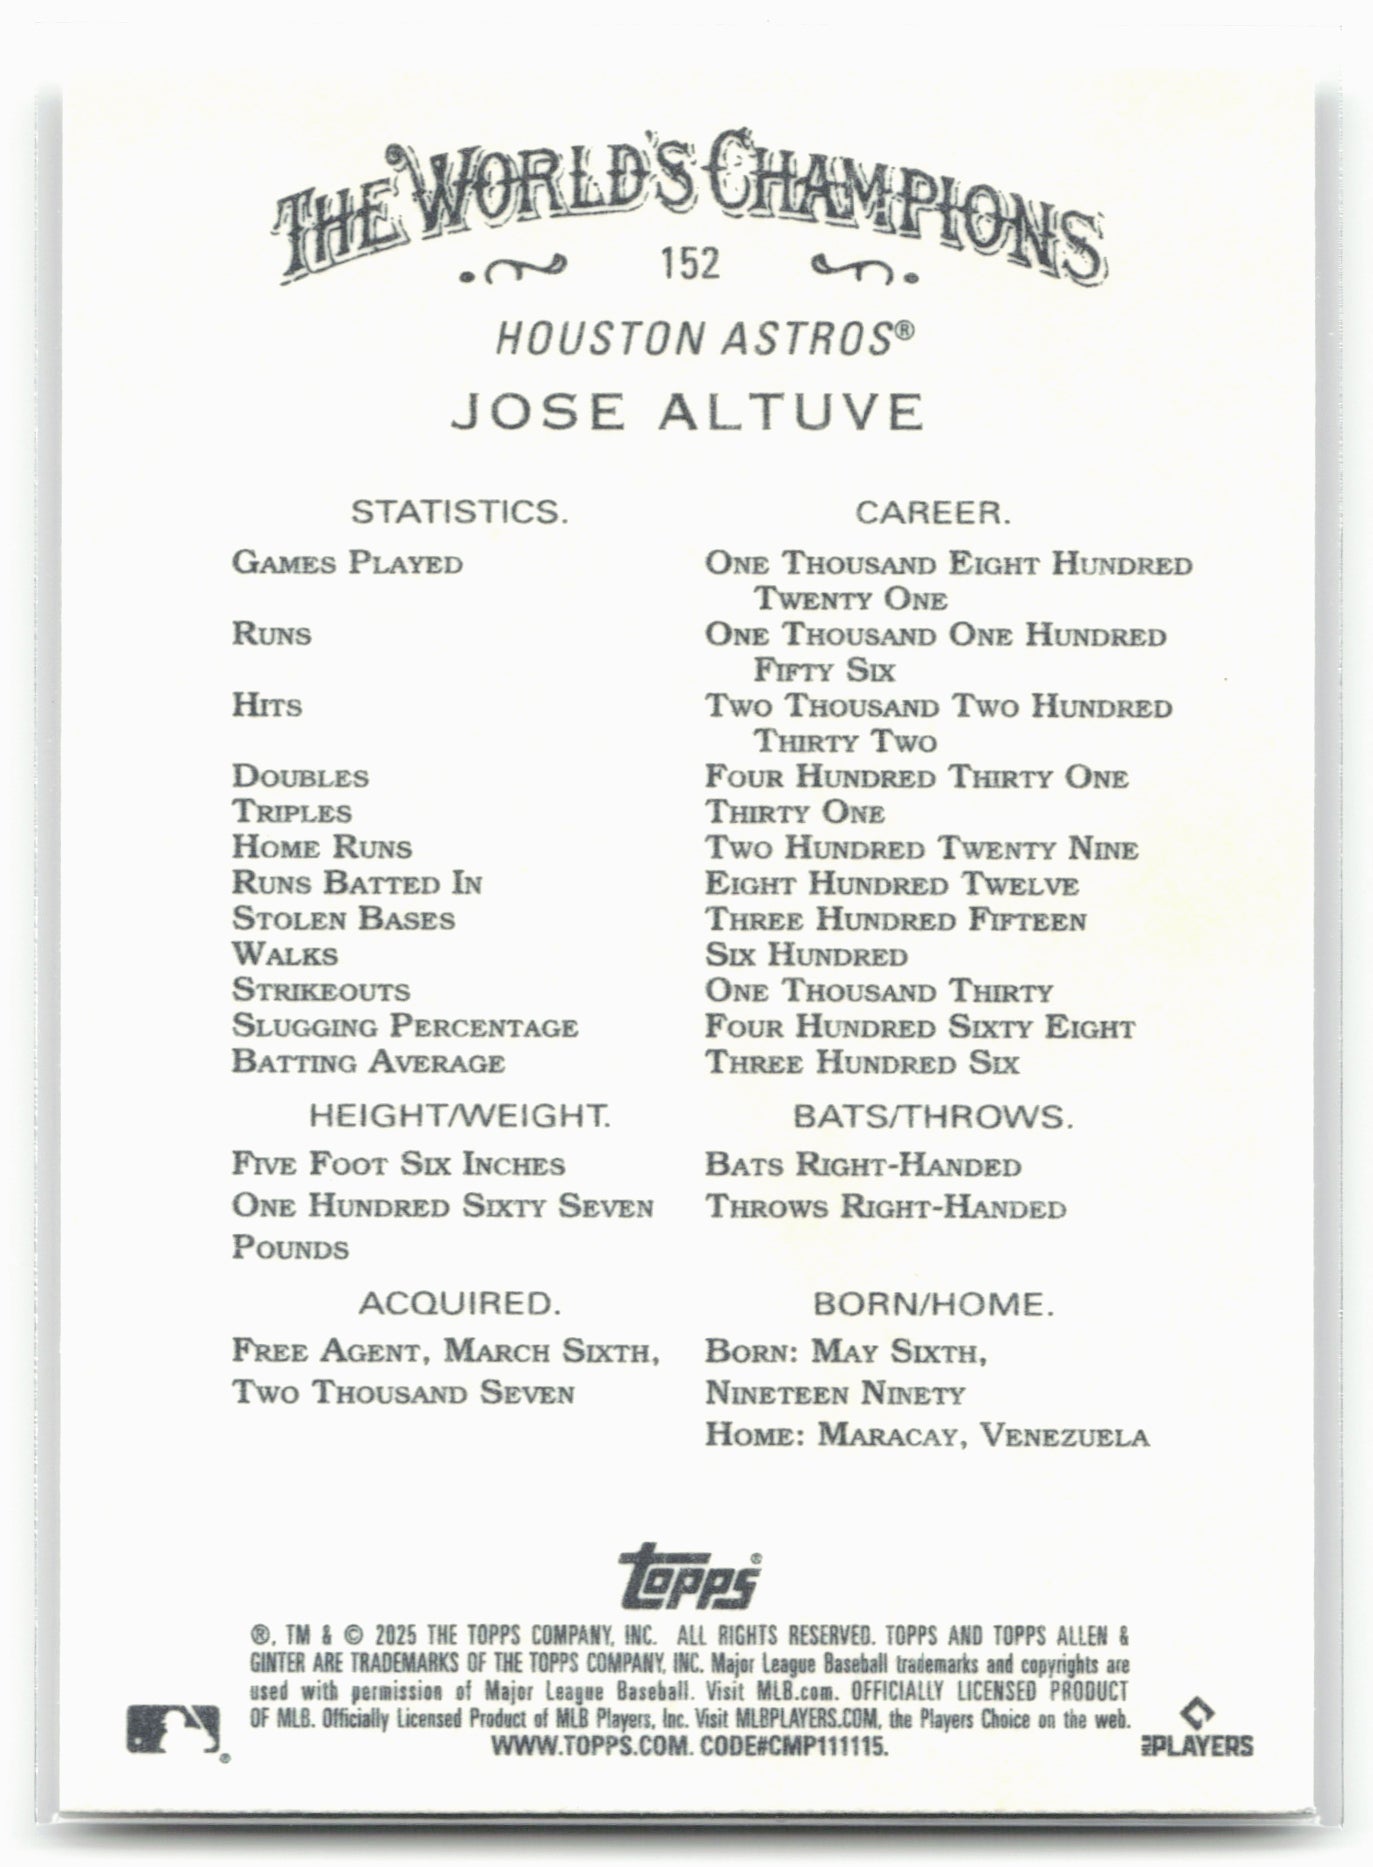 THE WORLD'S CHAMPIONS
152
HOUSTON ASTROS®
JOSE ALTUVE
STATISTICS. CAREER.
GAMES PLAYED ONE THOUSAND EIGHT HUNDRED
TWENTY ONE
RUNS ONE THOUSAND ONE HUNDRED
FIFTY SIX
HITS TWO THOUSAND TWO HUNDRED
THIRTY TWO
DOUBLES FOUR HUNDRED THIRTY ONE
TRIPLES THIRTY ONE
HOME RUNS TWO HUNDRED TWENTY NINE
RUNS BATTED IN EIGHT HUNDRED TWELVE
STOLEN BASES THREE HUNDRED FIFTEEN
WALKS SIX HUNDRED
STRIKEOUTS ONE THOUSAND THIRTY
SLUGGING PERCENTAGE FOUR HUNDRED SIXTY EIGHT
BATTING AVERAGE THREE HUNDRED SIX
HEIGHT/WEIGHT. BATS/THROWS.
FIVE FOOT SIX INCHES BATS RIGHT-HANDED
ONE HUNDRED SIXTY SEVEN THROWS RIGHT-HANDED
POUNDS
ACQUIRED. BORN/HOME.
FREE AGENT, MARCH SIXTH, BORN: MAY SIXTH,
TWO THOUSAND SEVEN NINETEEN NINETY
HOME: MARACAY, VENEZUELA
topps®
®, TM & © 2025 THE TOPPS COMPANY, INC. ALL RIGHTS RESERVED. TOPPS AND TOPPS ALLEN &
GINTER ARE TRADEMARKS OF THE TOPPS COMPANY, INC. Major League Baseball trademarks and copyrights are
used with permission of Major League Baseball. Visit MLB.com. OFFICIALLY LICENSED PRODUCT
OF MLB. Officially Licensed Product of MLB Players, Inc. Visit MLBPLAYERS.COM, the Players Choice on the web.
WWW.TOPPS.COM. CODE#CMP111115.
®
MLB PLAYERS